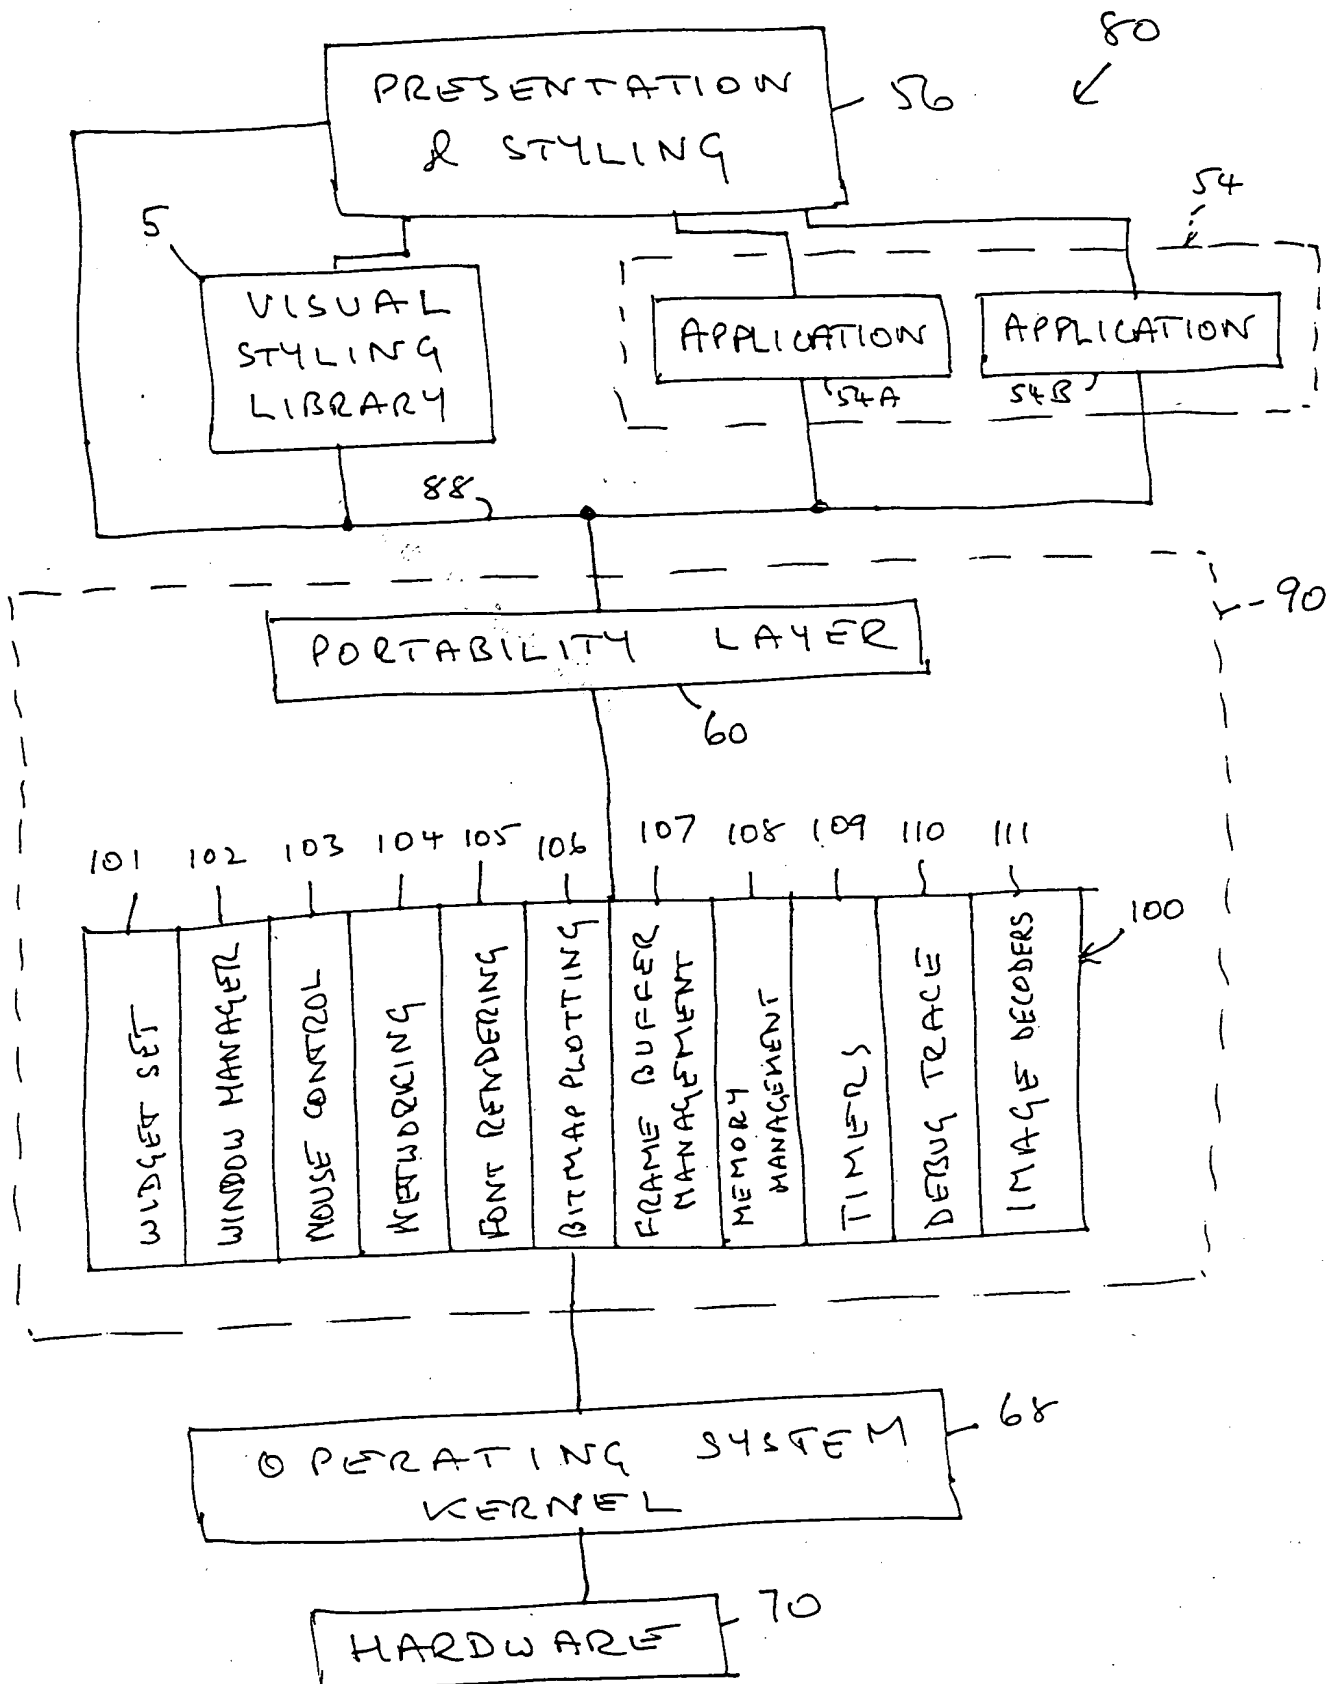 80
PRESENTATION
& STYLING
56
54
5
VISUAL
STYLING
LIBRARY
APPLICATION
54A
APPLICATION
54B
88
90
PORTABILITY LAYER
60
101 102 103 104 105 106 107 108 109 110 111
100
WIDGET SET
WINDOW MANAGER
MOUSE CONTROL
NETWORKING
FONT RENDERING
BITMAP PLOTTING
FRAME BUFFER
MANAGEMENT
MEMORY
MANAGEMENT
TIMERS
DEBUG TRACE
IMAGE DECODERS
OPERATING SYSTEM
KERNEL
68
HARDWARE
70